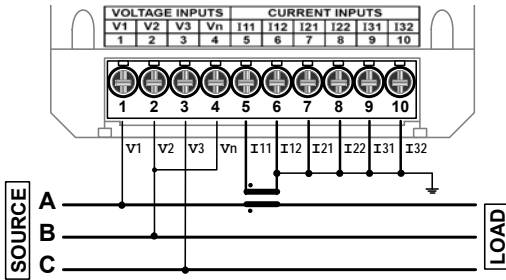 VOLTAGE INPUTS CURRENT INPUTS
V1 V2 V3 Vn I11 I12 I21 I22 I31 I32
1 2 3 4 5 6 7 8 9 10
1 2 3 4 5 6 7 8 9 10
V1 V2 V3 Vn I11 I12 I21 I22 I31 I32
SOURCE
A
B
C
LOAD